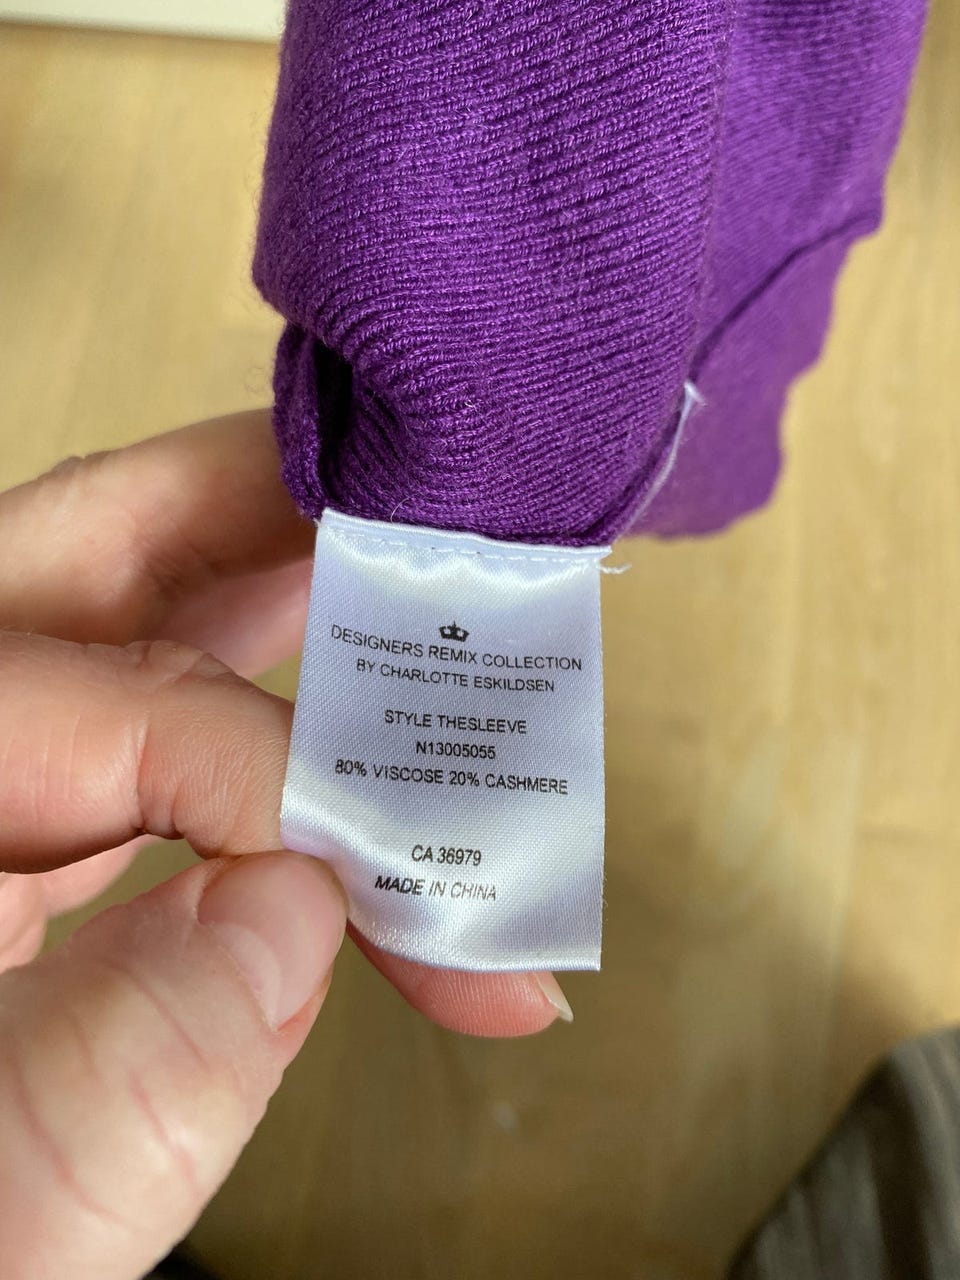 DESIGNERS REMIX COLLECTION
BY CHARLOTTE ESKILDSEN
STYLE THESLEEVE
N13005055
80% VISCOSE 20% CASHMERE
CA 36979
MADE IN CHINA